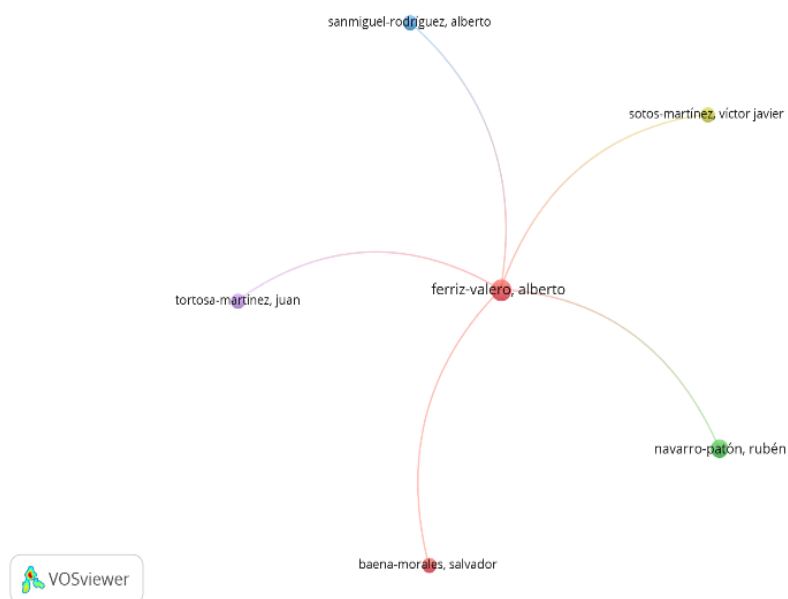 sanmiguel-rodríguez, alberto
sotos-martínez, víctor javier
ferriz-valero, alberto
tortosa-martínez, juan
navarro-patón, rubén
baena-morales, salvador
VOSviewer